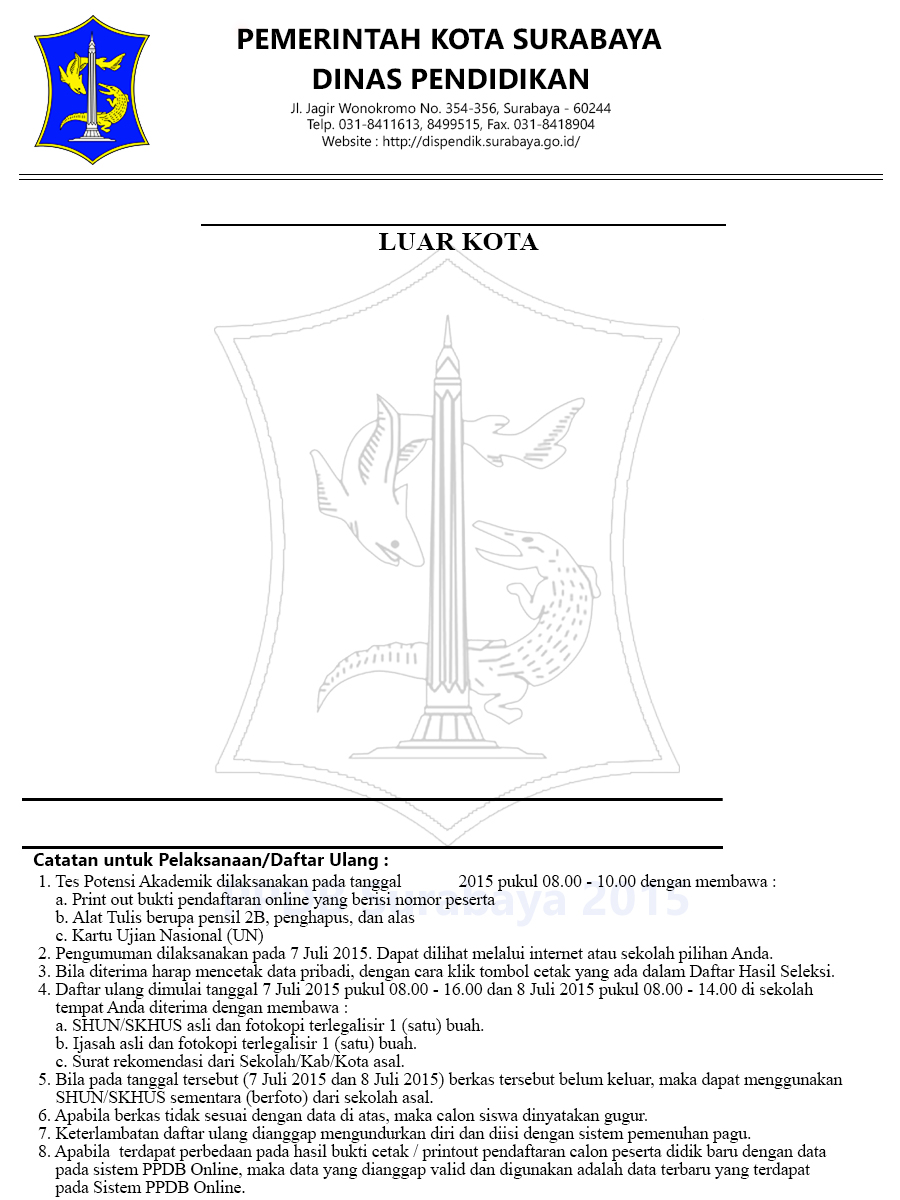 PEMERINTAH KOTA SURABAYA
DINAS PENDIDIKAN
Jl. Jagir Wonokromo No. 354-356, Surabaya - 60244
Telp. 031-8411613, 8499515, Fax. 031-8418904
Website : http://dispendik.surabaya.go.id/
LUAR KOTA
Catatan untuk Pelaksanaan/Daftar Ulang :
1. Tes Potensi Akademik dilaksanakan pada tanggal 2015 pukul 08.00 - 10.00 dengan membawa :
a. Print out bukti pendaftaran online yang berisi nomor peserta
Surabaya 2015
b. Alat Tulis berupa pensil 2B, penghapus, dan alas
c. Kartu Ujian Nasional (UN)
2. Pengumuman dilaksanakan pada 7 Juli 2015. Dapat dilihat melalui internet atau sekolah pilihan Anda.
3. Bila diterima harap mencetak data pribadi, dengan cara klik tombol cetak yang ada dalam Daftar Hasil Seleksi.
4. Daftar ulang dimulai tanggal 7 Juli 2015 pukul 08.00 - 16.00 dan 8 Juli 2015 pukul 08.00 - 14.00 di sekolah
tempat Anda diterima dengan membawa :
a. SHUN/SKHUS asli dan fotokopi terlegalisir 1 (satu) buah.
b. Ijasah asli dan fotokopi terlegalisir 1 (satu) buah.
c. Surat rekomendasi dari Sekolah/Kab/Kota asal.
5. Bila pada tanggal tersebut (7 Juli 2015 dan 8 Juli 2015) berkas tersebut belum keluar, maka dapat menggunakan
SHUN/SKHUS sementara (berfoto) dari sekolah asal.
6. Apabila berkas tidak sesuai dengan data di atas, maka calon siswa dinyatakan gugur.
7. Keterlambatan daftar ulang dianggap mengundurkan diri dan diisi dengan sistem pemenuhan pagu.
8. Apabila terdapat perbedaan pada hasil bukti cetak / printout pendaftaran calon peserta didik baru dengan data
pada sistem PPDB Online, maka data yang dianggap valid dan digunakan adalah data terbaru yang terdapat
pada Sistem PPDB Online.